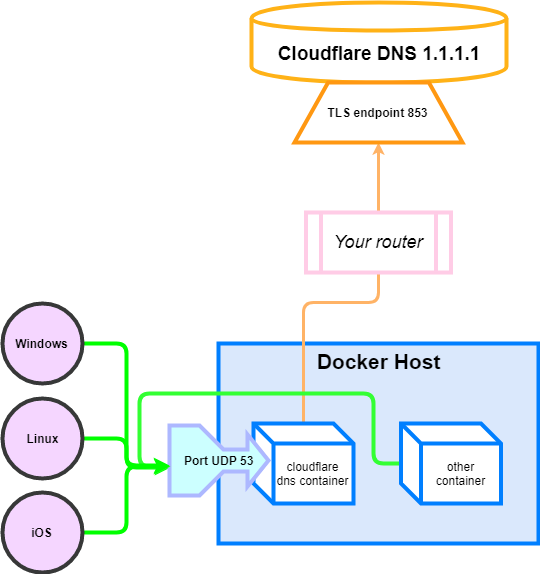 Cloudflare DNS 1.1.1.1
TLS endpoint 853
Your router
Docker Host
Windows
Linux
iOS
Port UDP 53
cloudflare
dns container
other
container